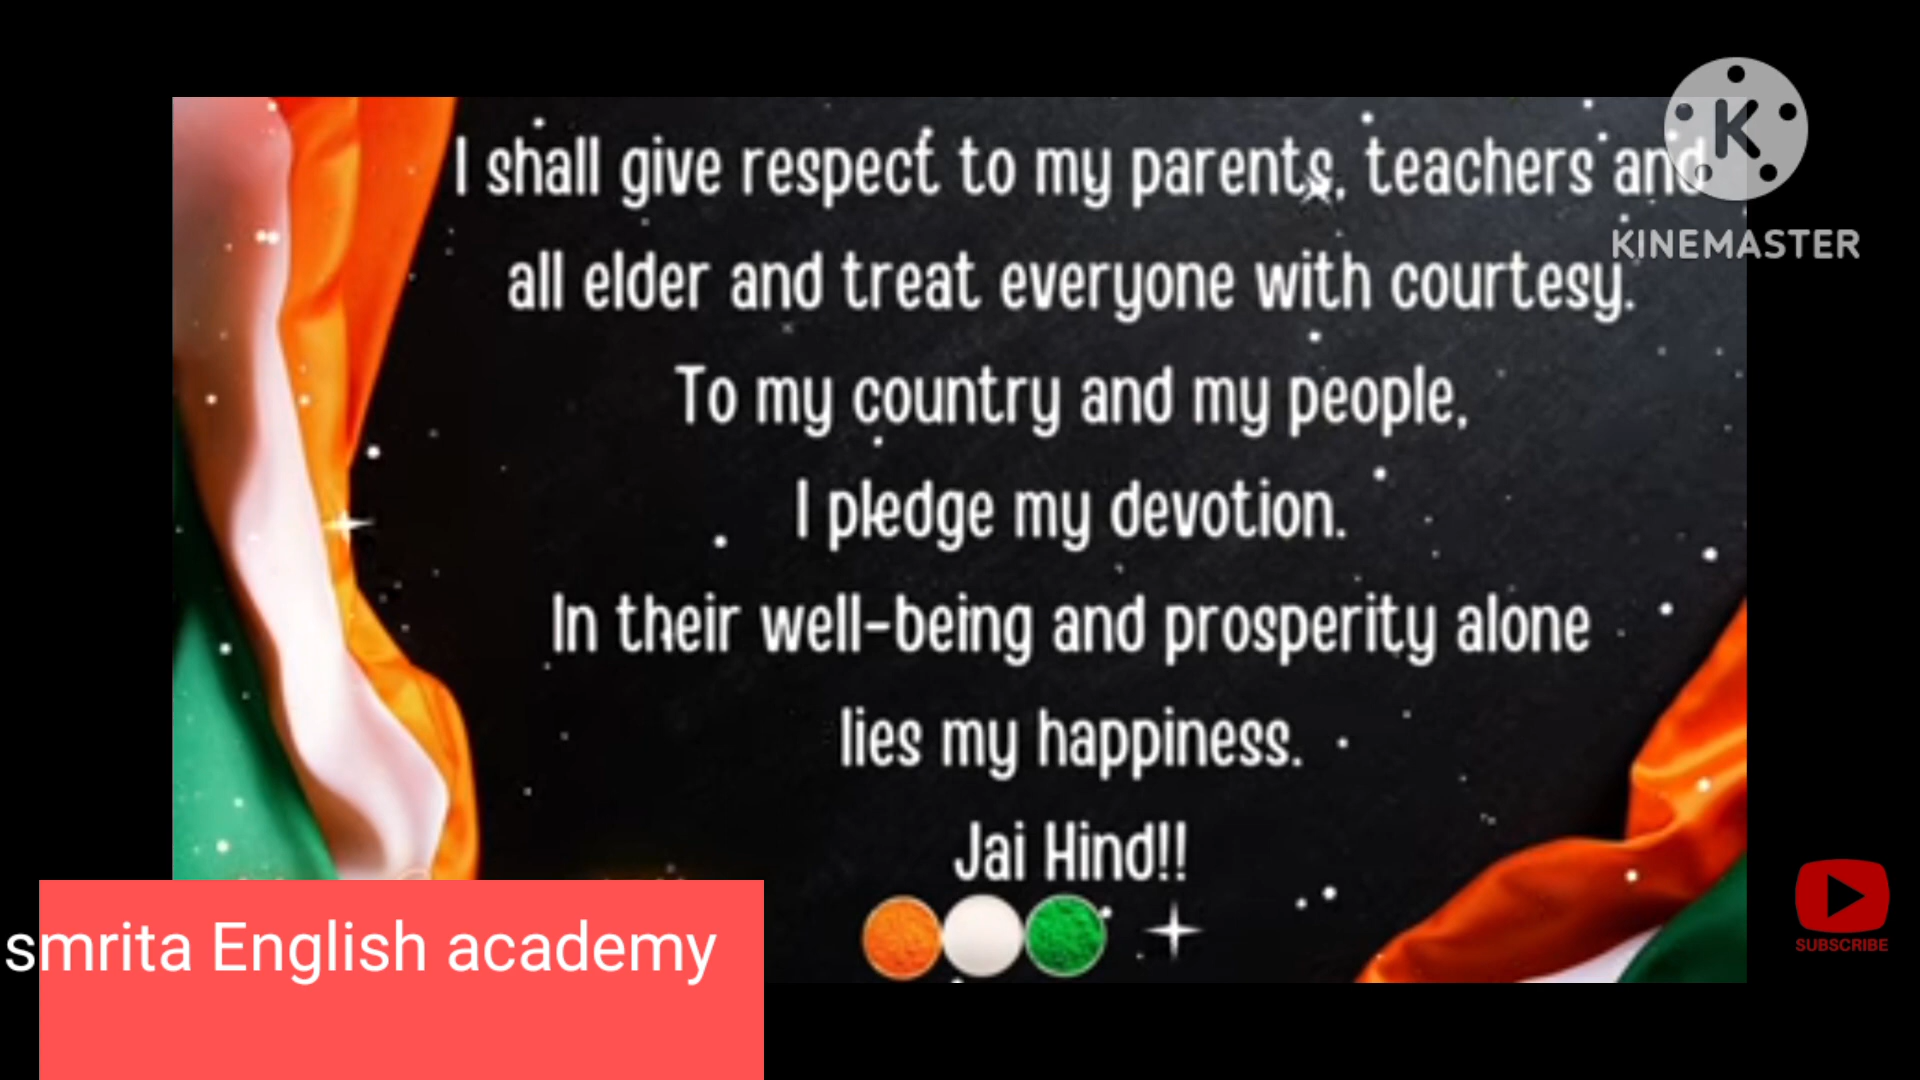 I shall give respect to my parents, teachers and
all elder and treat everyone with courtesy.
To my country and my people,
I pledge my devotion.
In their well-being and prosperity alone
lies my happiness.
Jai Hind!!
K
KINEMASTER
smrita English academy
SUBSCRIBE